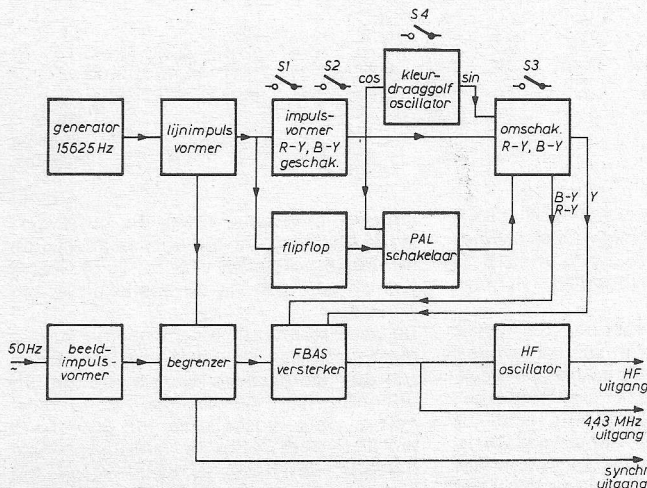 S4
S1
S2
S3
cos
kleur-
draaggolf
oscillator
sin
generator
15625 Hz
lijnimpuls
vormer
impuls-
vormer
R-Y, B-Y
geschak.
omschak.
R-Y, B-Y
B-Y
R-Y
Y
flipflop
PAL
schakelaar
50Hz
~
beeld-
impuls-
vormer
begrenzer
FBAS
versterker
HF
oscillator
HF
uitgang
4,43 MHz
uitgang
synchr
uitgang